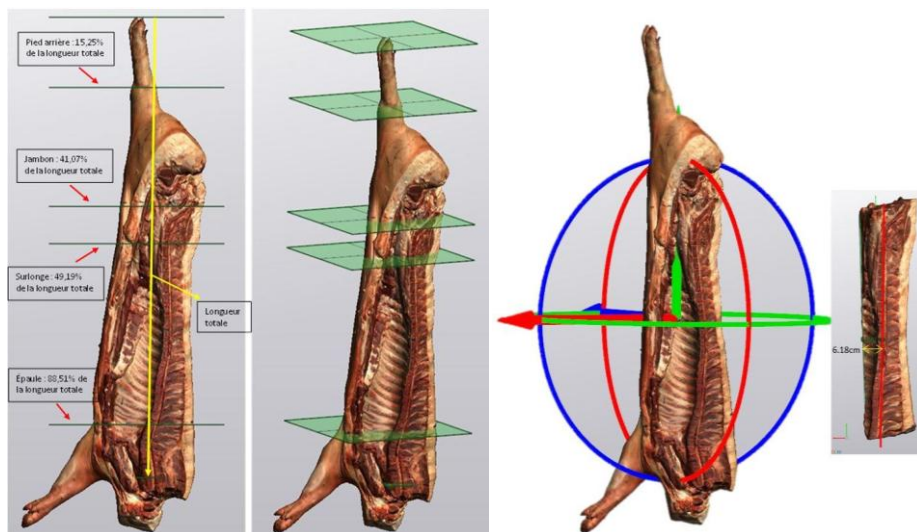 Pied arrière : 15,25%
de la longueur totale
Jambon : 41,07%
de la longueur totale
Surlonge : 49,19%
de la longueur totale
Longueur
totale
Épaule : 88,51% de
la longueur totale
6.18cm